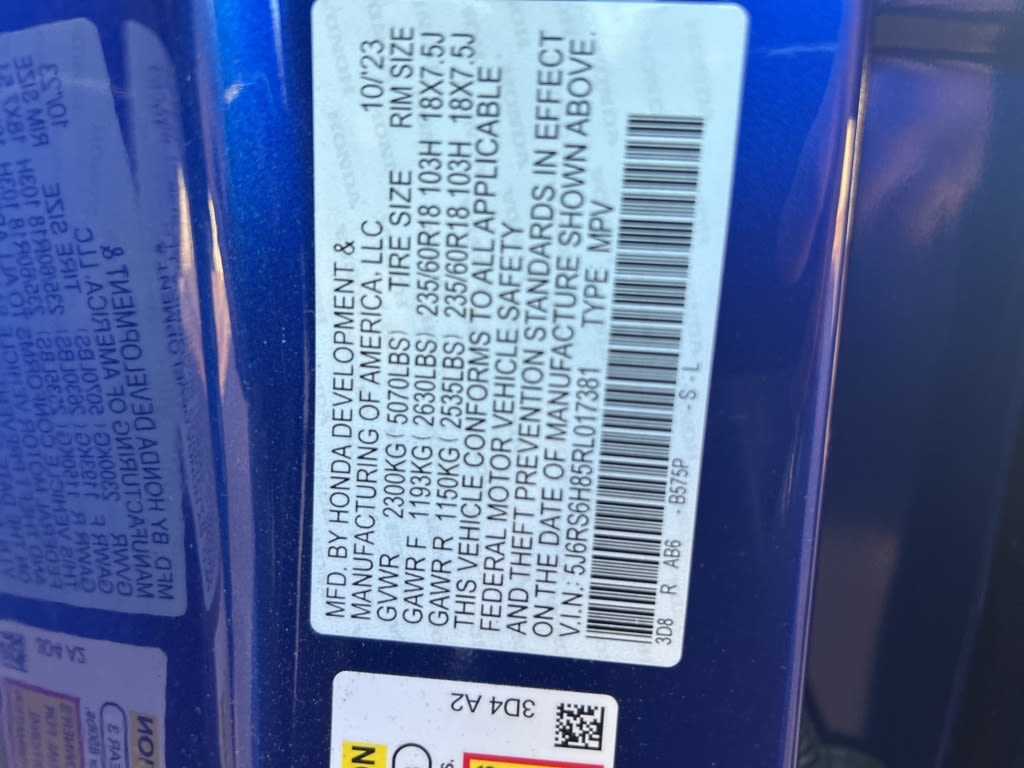 MFD. BY HONDA DEVELOPMENT &
MANUFACTURING OF AMERICA, LLC 10/'23
GVWR 2300KG ( 5070LBS) TIRE SIZE RIM SIZE
GAWR F 1193KG ( 2630LBS) 235/60R18 103H 18X7.5J
GAWR R 1150KG ( 2535LBS) 235/60R18 103H 18X7.5J
THIS VEHICLE CONFORMS TO ALL APPLICABLE
FEDERAL MOTOR VEHICLE SAFETY
AND THEFT PREVENTION STANDARDS IN EFFECT
ON THE DATE OF MANUFACTURE SHOWN ABOVE.
V.I.N.: 5J6RS6H85RL017381 TYPE MPV
3D8 R AB6 - B575P - S - L
3D4 A2